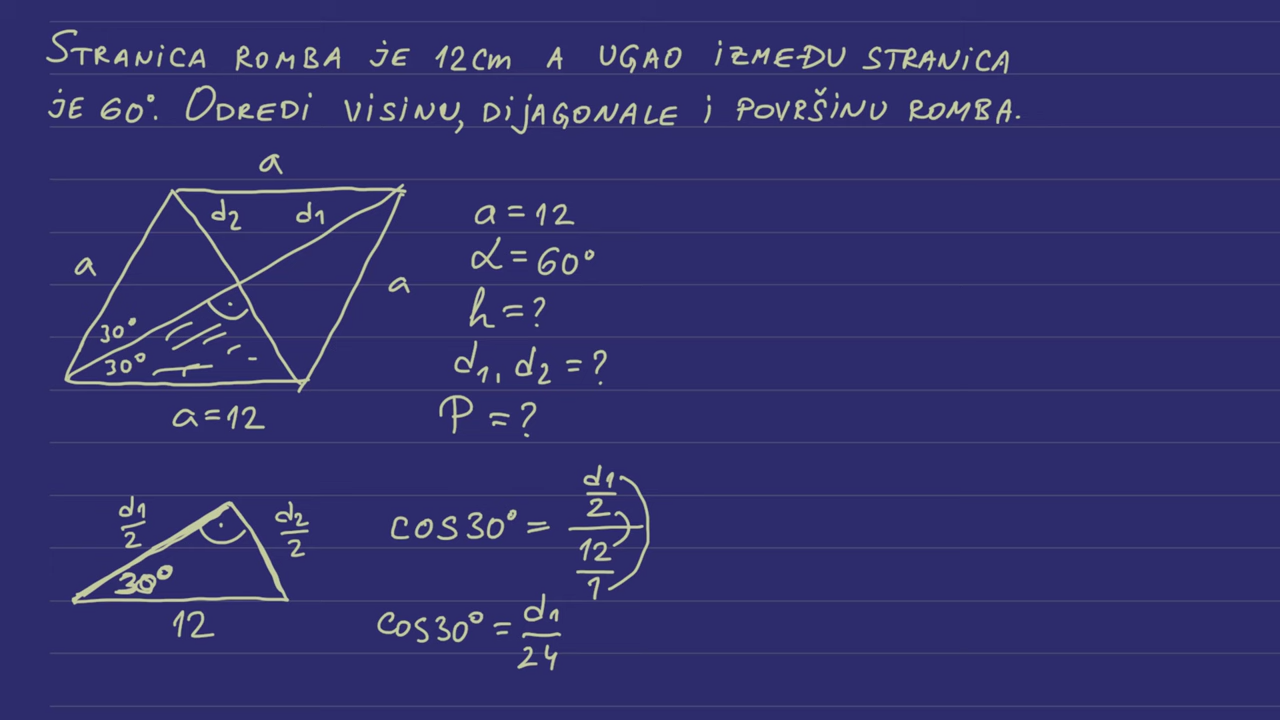 STRANICA ROMBA JE 12cm A UGAO IZMEĐU STRANICA
JE 60°. ODREDI VISINU, DIJAGONALE I POVRŠINU ROMBA.
a
d2 d1
a
a
30°
30°
a = 12
a = 12
α = 60°
h = ?
d1, d2 = ?
P = ?
d1/2
d2/2
30°
12
cos30° = (d1/2)/(12/1)
cos30° = d1/24